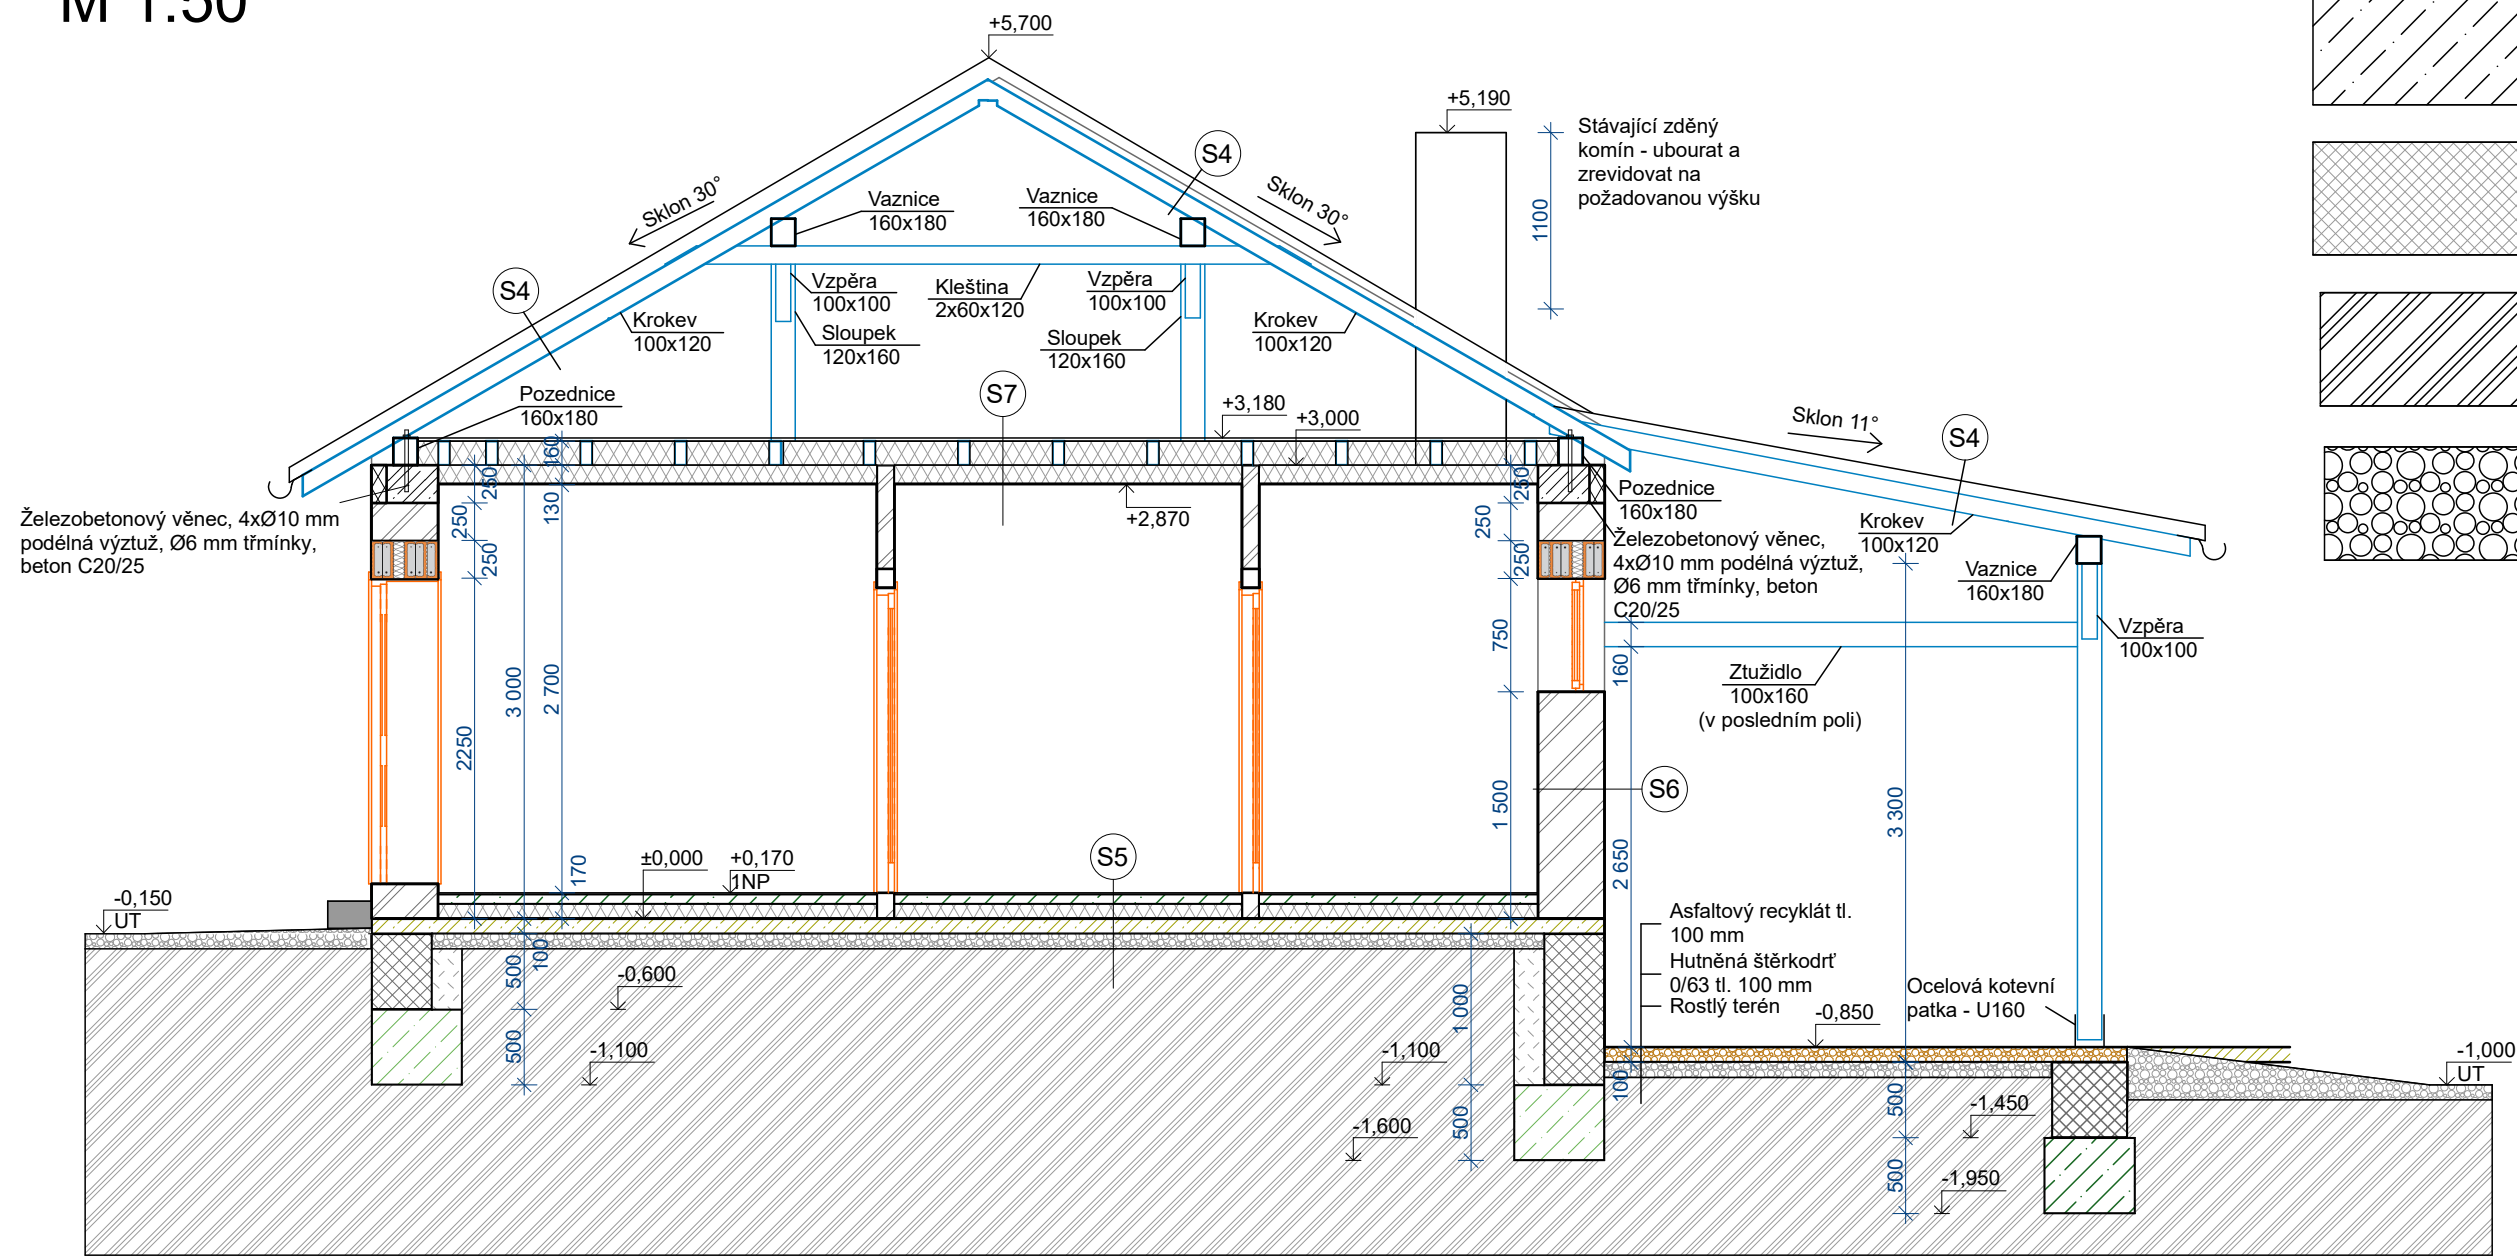 M 1:50
+5,700
+5,190
Stávající zděný
komín - ubourat a
zrevidovat na
požadovanou výšku
1100
S4
Sklon 30°
Sklon 30°
Vaznice
160x180
Vaznice
160x180
S4
Vzpěra
100x100
Kleština
2x60x120
Vzpěra
100x100
Krokev
100x120
Sloupek
120x160
Sloupek
120x160
Krokev
100x120
Pozednice
160x180
S7
+3,180
+3,000
Sklon 11°
S4
160
250
130
250
250
+2,870
250
250
250
Železobetonový věnec, 4xØ10 mm
podélná výztuž, Ø6 mm třmínky,
beton C20/25
Pozednice
160x180
Železobetonový věnec,
4xØ10 mm podélná výztuž,
Ø6 mm třmínky, beton
C20/25
Krokev
100x120
Vaznice
160x180
Vzpěra
100x100
750
160
Ztužidlo
100x160
(v posledním poli)
2250
3 000
2 700
1 500
S6
3 300
2 650
170
±0,000
+0,170
1NP
S5
-0,150
UT
Asfaltový recyklát tl.
100 mm
Hutněná štěrkodrť
0/63 tl. 100 mm
Rostlý terén
Ocelová kotevní
patka - U160
-0,850
500
100
-0,600
1 000
500
-1,100
-1,100
-1,000
UT
100
500
-1,450
500
-1,600
500
-1,950